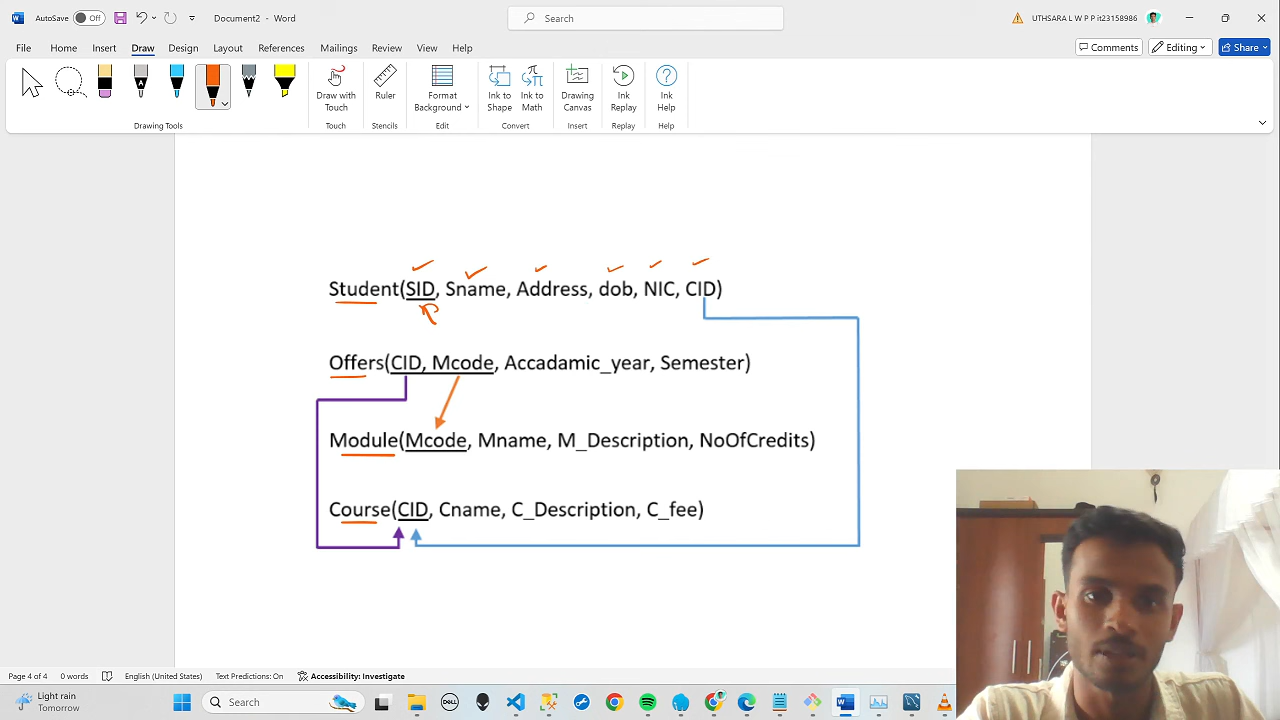 AutoSave Off Document2 - Word Search UTHSARA L W P P it23158986
File Home Insert Draw Design Layout References Mailings Review View Help Comments Editing Share
Draw with Touch Ruler Format Background Ink to Shape Ink to Math Drawing Canvas Ink Replay Ink Help
Drawing Tools Touch Stencils Edit Convert Insert Replay Help
Student(SID, Sname, Address, dob, NIC, CID)
Offers(CID, Mcode, Accadamic_year, Semester)
Module(Mcode, Mname, M_Description, NoOfCredits)
Course(CID, Cname, C_Description, C_fee)
Page 4 of 4 0 words English (United States) Text Predictions: On Accessibility: Investigate
Light rain
Tomorrow
Search
DELL